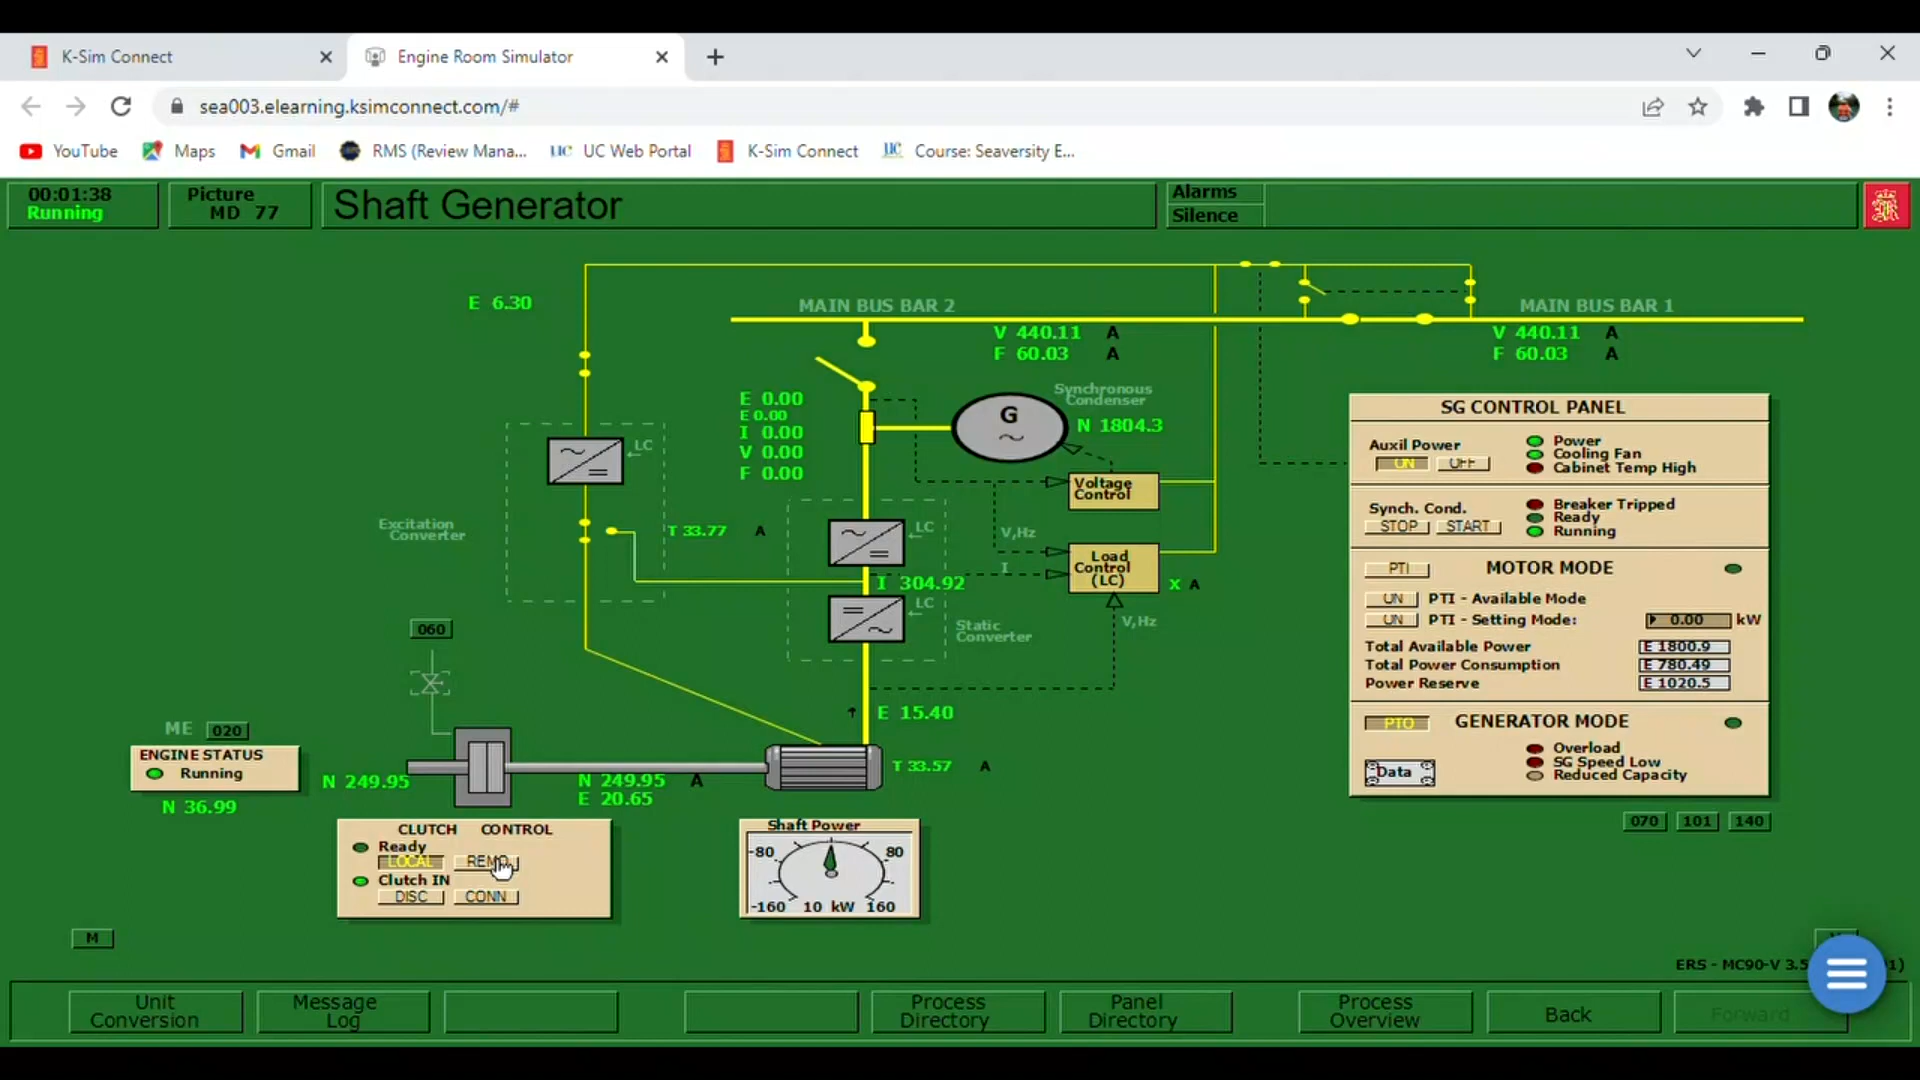 K-Sim Connect
Engine Room Simulator
sea003.elearning.ksimconnect.com/#
YouTube Maps Gmail RMS (Review Mana... UC UC Web Portal K-Sim Connect UC Course: Seaversity E...
00:01:38
Running
Picture
MD 77
Shaft Generator
Alarms
Silence
E 6.30
MAIN BUS BAR 2
MAIN BUS BAR 1
V 440.11 A
F 60.03 A
V 440.11 A
F 60.03 A
E 0.00
E 0.00
I 0.00
V 0.00
F 0.00
G
Synchronous
Condenser
N 1804.3
LC
Excitation
Converter
T 33.77 A
Voltage
Control
LC
V,Hz
I
I 304.92
Load
Control
(LC)
X A
LC
Static
Converter
V,Hz
060
E 15.40
ME 020
ENGINE STATUS
Running
N 36.99
N 249.95
N 249.95 A
E 20.65
T 33.57 A
CLUTCH CONTROL
Ready
LOCAL REMO
Clutch IN
DISC CONN
Shaft Power
-80 80
-160 10 kW 160
SG CONTROL PANEL
Auxil Power
ON OFF
Power
Cooling Fan
Cabinet Temp High
Synch. Cond.
STOP START
Breaker Tripped
Ready
Running
PTI MOTOR MODE
ON PTI - Available Mode
ON PTI - Setting Mode: 0.00 kW
Total Available Power E 1800.9
Total Power Consumption E 780.49
Power Reserve E 1020.5
PTO GENERATOR MODE
Overload
SG Speed Low
Reduced Capacity
Data
070 101 140
M
ERS - MC90-V 3.5
1)
Unit
Conversion
Message
Log
Process
Directory
Panel
Directory
Process
Overview
Back
Forward